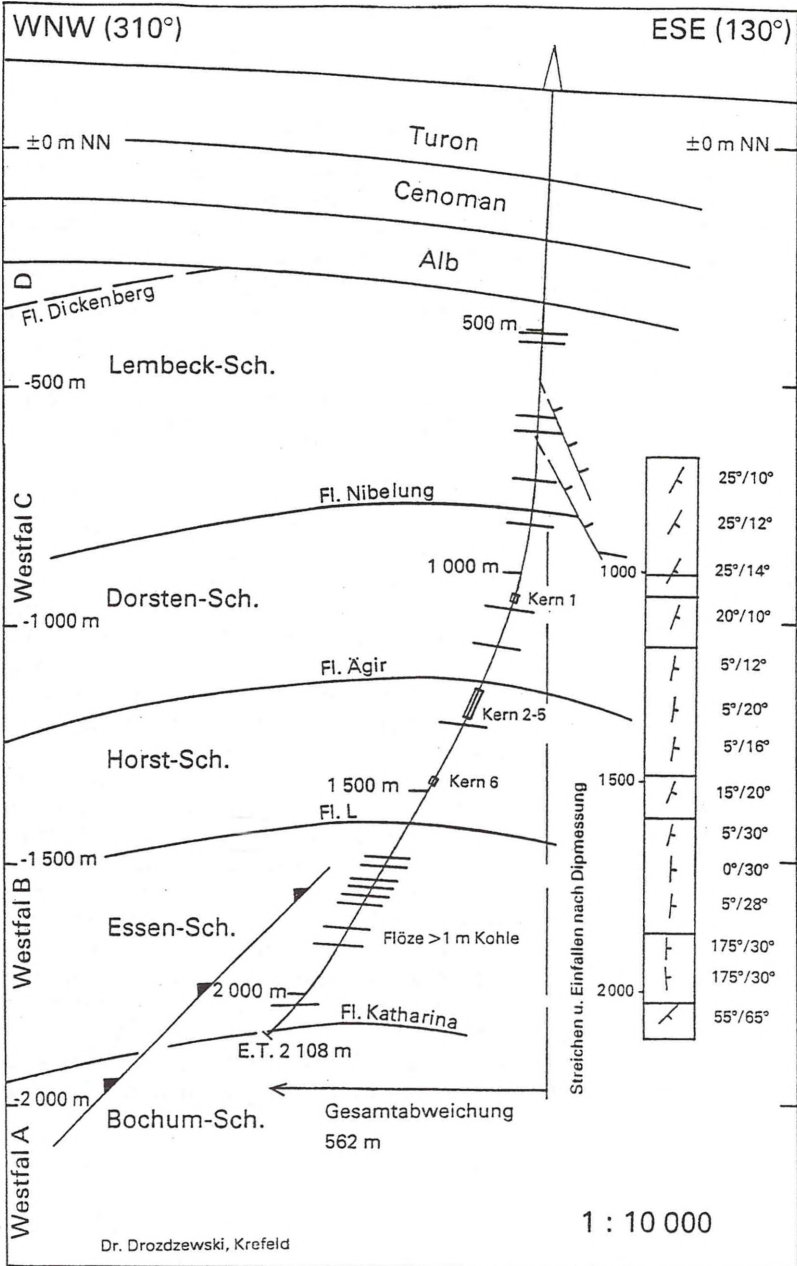 WNW (310°)
ESE (130°)
±0 m NN
±0 m NN
Turon
Cenoman
Alb
D
Fl. Dickenberg
500 m
Lembeck-Sch.
-500 m
Fl. Nibelung
Westfal C
1 000 m
Kern 1
Dorsten-Sch.
-1 000 m
Fl. Ägir
Kern 2-5
Horst-Sch.
1 500 m
Kern 6
Fl. L
-1 500 m
Westfal B
Essen-Sch.
Flöze >1 m Kohle
2 000 m
Fl. Katharina
E.T. 2 108 m
-2 000 m
Bochum-Sch.
Westfal A
Gesamtabweichung
562 m
Streichen u. Einfallen nach Dipmessung
25°/10°
25°/12°
1000
25°/14°
20°/10°
5°/12°
5°/20°
5°/16°
1500
15°/20°
5°/30°
0°/30°
5°/28°
175°/30°
175°/30°
2000
55°/65°
1 : 10 000
Dr. Drozdzewski, Krefeld